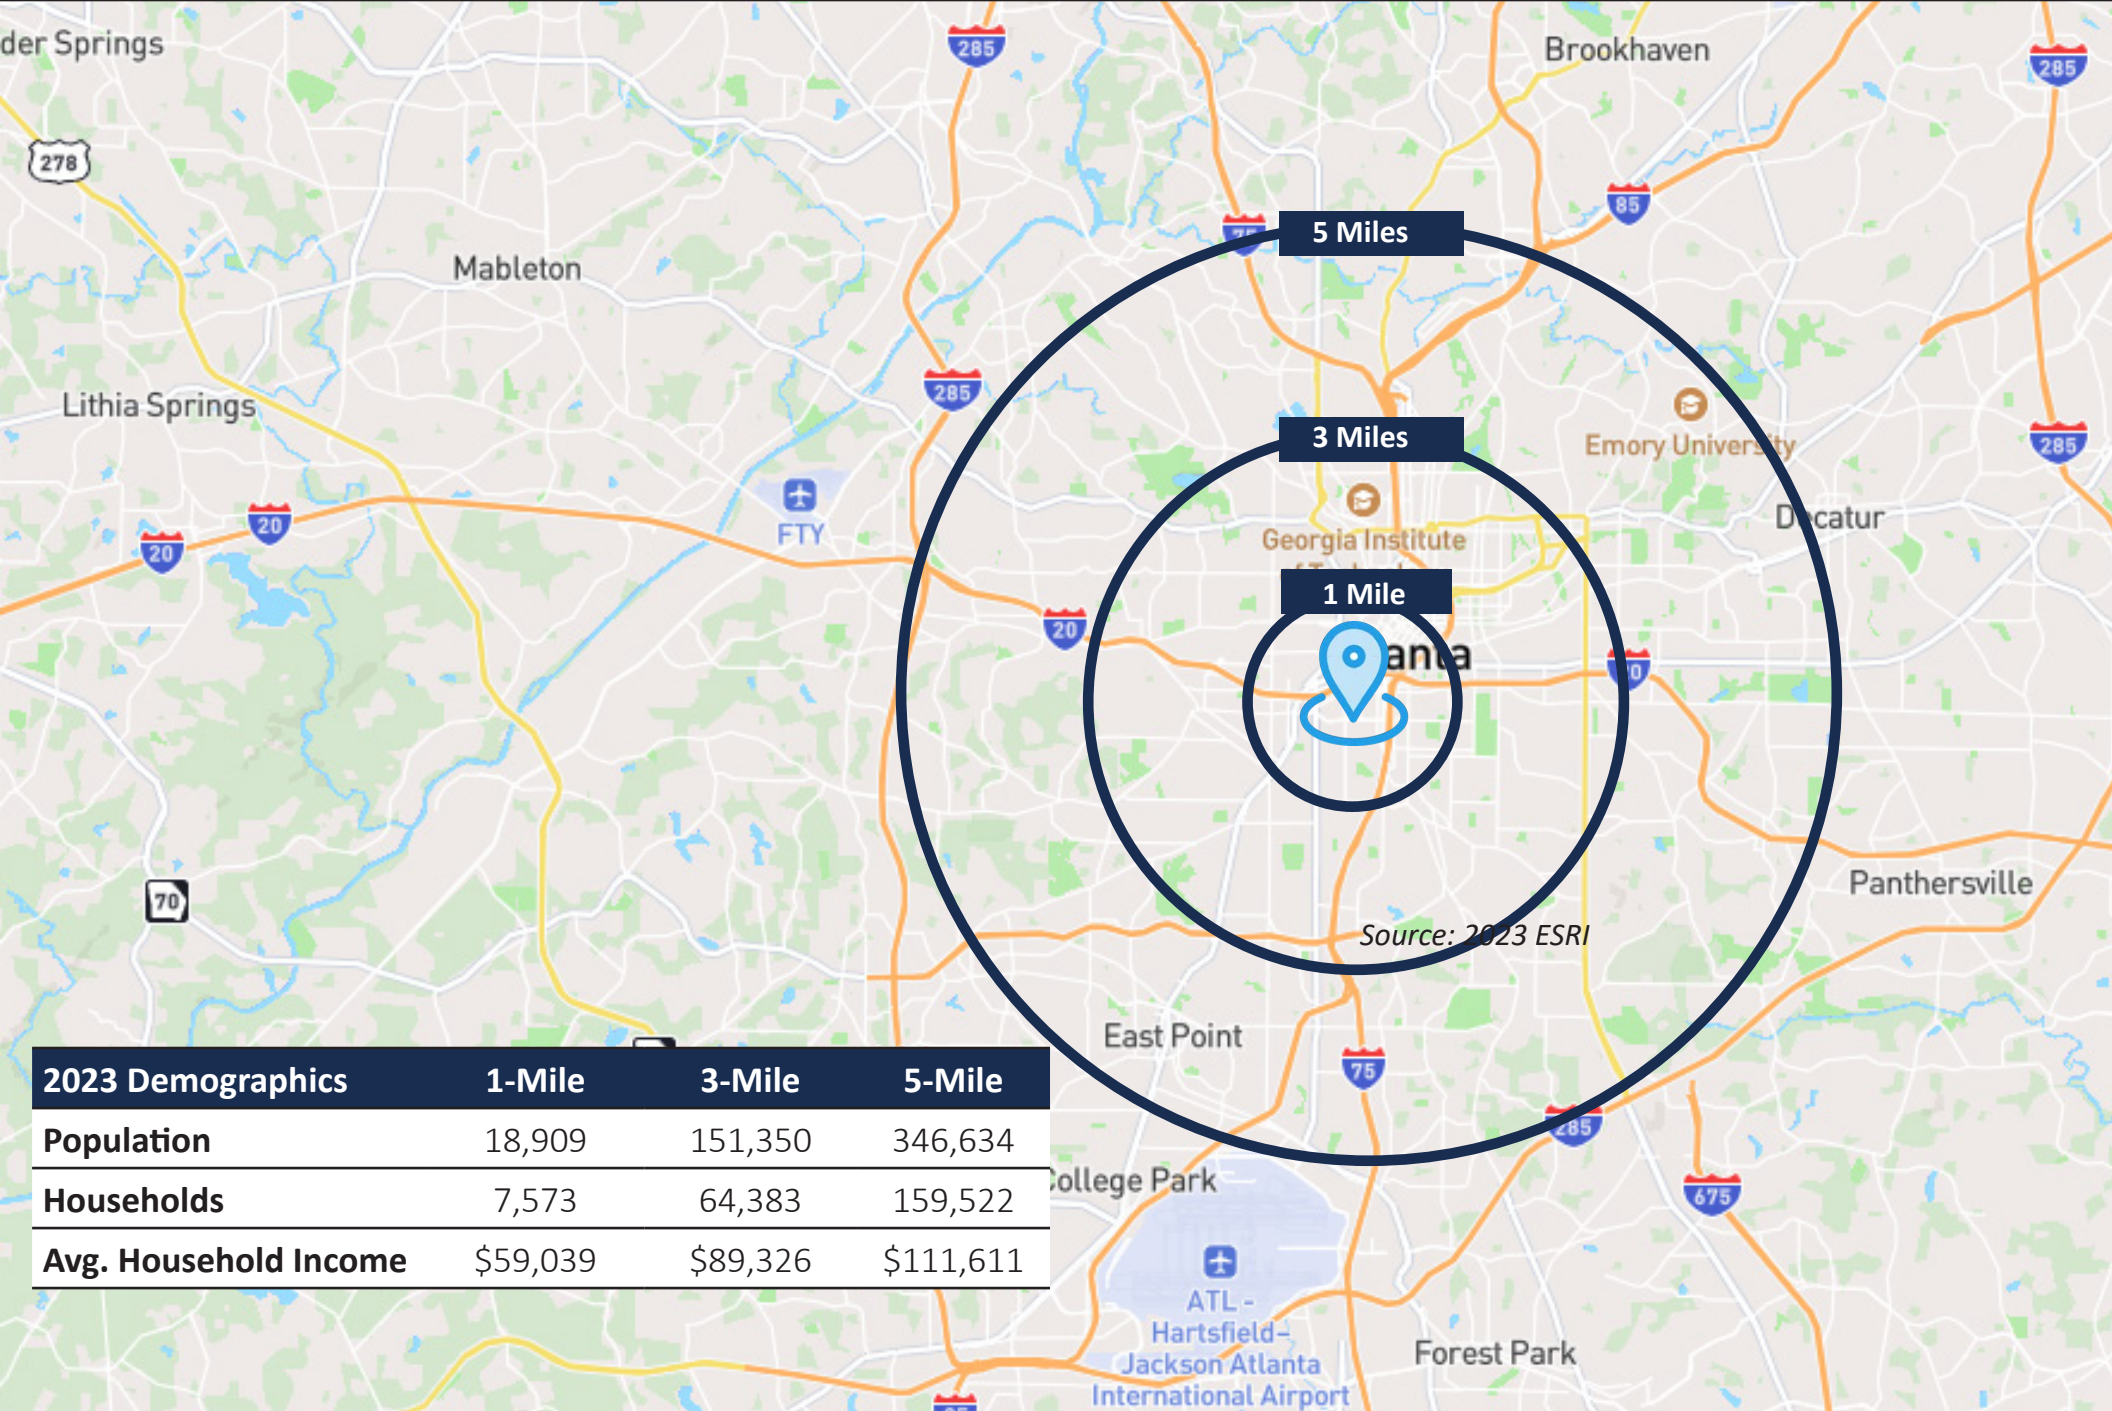 der Springs
285
Brookhaven
285
278
85
75
5 Miles
Mableton
285
Lithia Springs
3 Miles
Emory University
285
20
20
FTY
Georgia Institute
Decatur
1 Mile
20
anta
0
Panthersville
70
Source: 2023 ESRI
East Point
75
285
2023 Demographics 1-Mile 3-Mile 5-Mile
Population 18,909 151,350 346,634
Households 7,573 64,383 159,522
Avg. Household Income $59,039 $89,326 $111,611
College Park
675
ATL -
Hartsfield–
Jackson Atlanta
International Airport
Forest Park